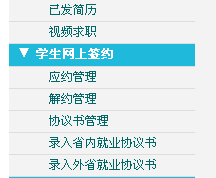 已发简历
视频求职
▼ 学生网上签约
应约管理
解约管理
协议书管理
录入省内就业协议书
录入外省就业协议书